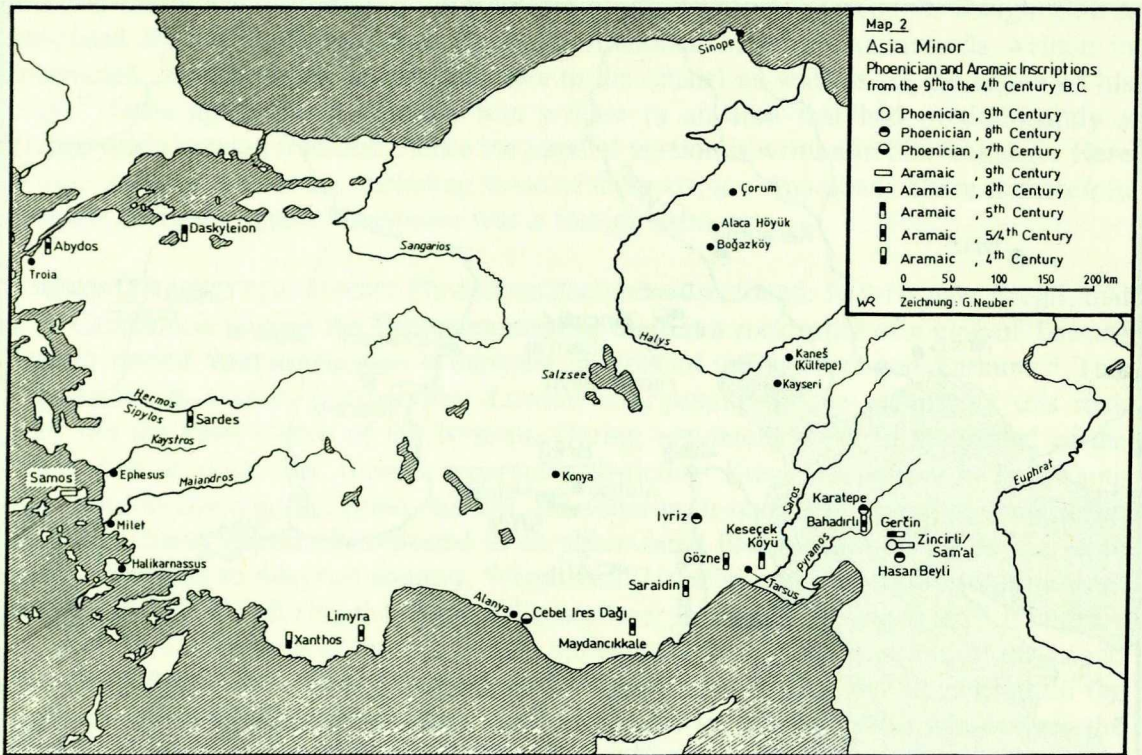 Map 2
Asia Minor
Phoenician and Aramaic Inscriptions
from the 9th to the 4th Century B.C.
Phoenician, 9th Century
Phoenician, 8th Century
Phoenician, 7th Century
Aramaic, 9th Century
Aramaic, 8th Century
Aramaic, 5th Century
Aramaic, 5/4th Century
Aramaic, 4th Century
0 50 100 150 200 km
WR Zeichnung: G. Neuber
Sinope
Çorum
Alaca Höyük
Boğazköy
Daskyleion
Abydos
Troia
Sangarios
Halys
Kaneš
(Kültepe)
Kayseri
Salzsee
Hermos
Sipylos
Sardes
Kaystros
Samos
Ephesus
Maiandros
Milet
Halikarnassus
Konya
Euphrat
Ivriz
Saros
Karatepe
Bahadırlı
Gerčin
Zincirli/
Sam'al
Hasan Beyli
Keseçek
Köyü
Gözne
Pyramos
Tarsus
Saraidin
Alanya
Cebel Ires Dağı
Maydancıkkale
Limyra
Xanthos